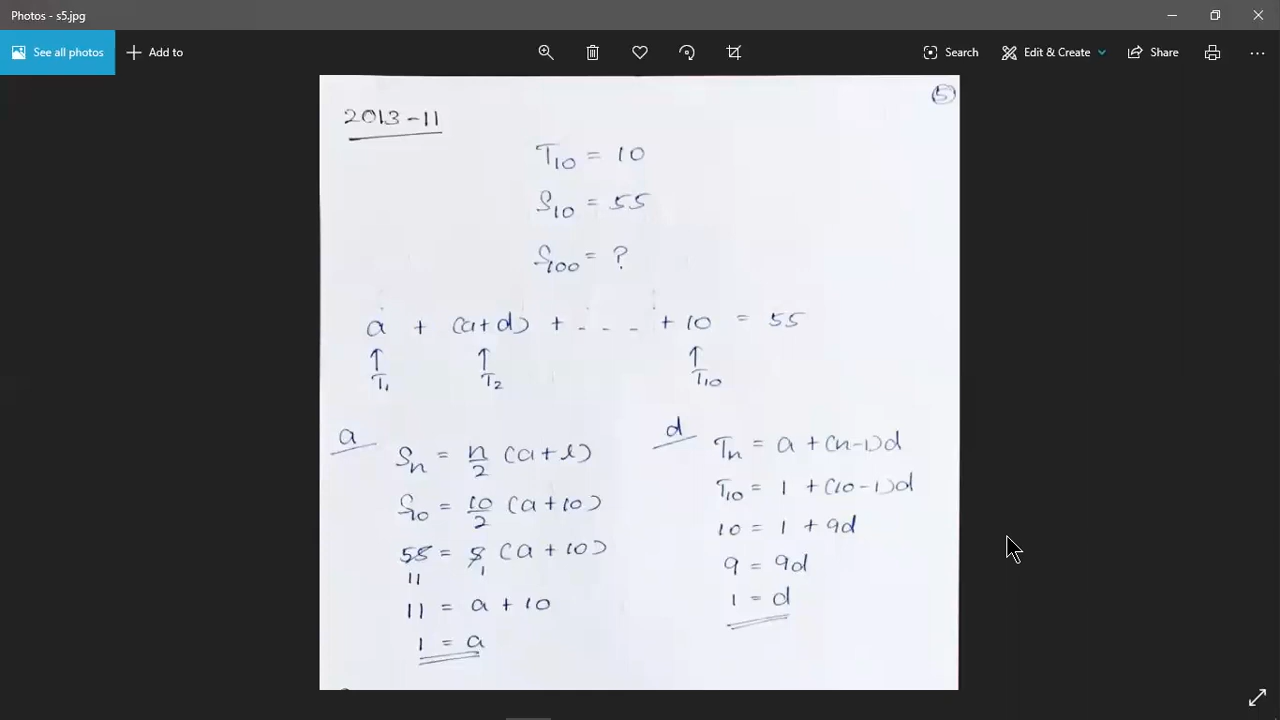 Photos - s5.jpg
See all photos
Add to
Search
Edit & Create
Share
5
2013-11
T10 = 10
S10 = 55
S100 = ?
a + (a+d) + - - - + 10 = 55
↑ ↑ ↑
T1 T2 T10
a
Sn = n/2 (a+l)
S10 = 10/2 (a+10)
55 = 5 (a+10)
11 1
11 = a + 10
1 = a
d
Tn = a + (n-1)d
T10 = 1 + (10-1)d
10 = 1 + 9d
9 = 9d
1 = d